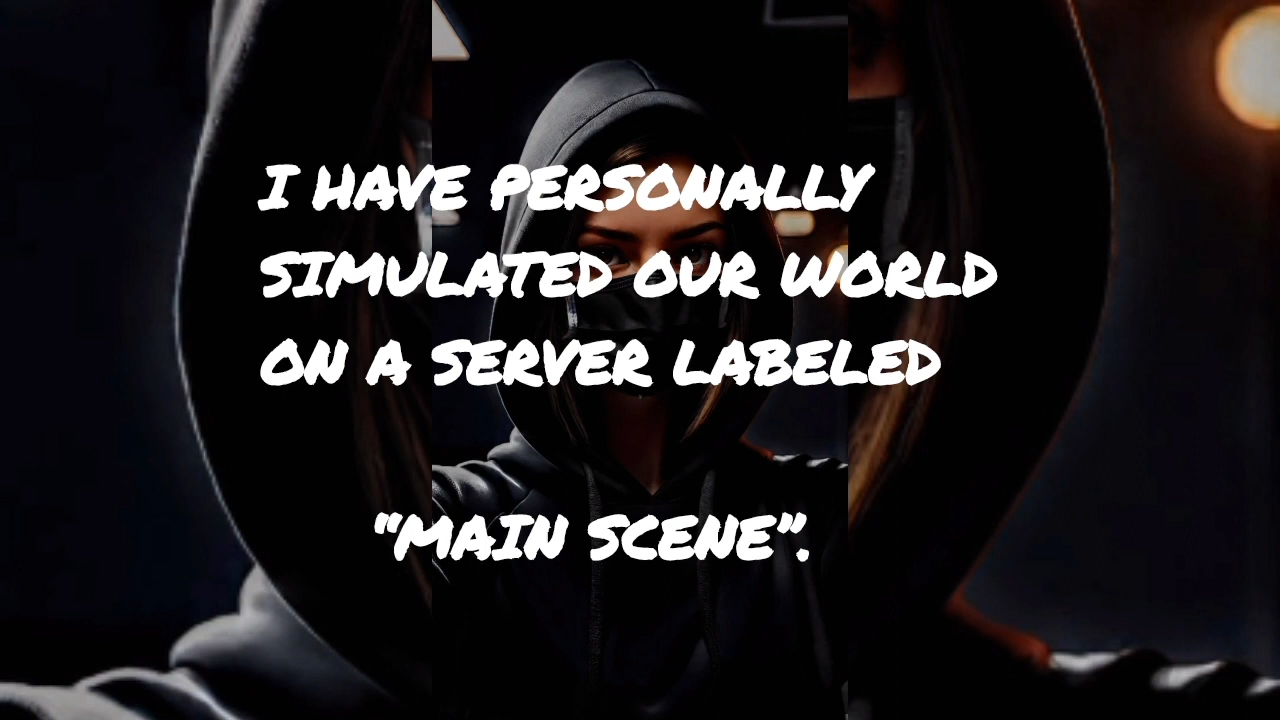 I HAVE PERSONALLY
SIMULATED OUR WORLD
ON A SERVER LABELED
“MAIN SCENE”.